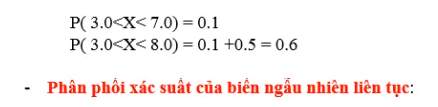 P( 3.0<X< 7.0) = 0.1
P( 3.0<X< 8.0) = 0.1 +0.5 = 0.6
- Phân phối xác suất của biến ngẫu nhiên liên tục: